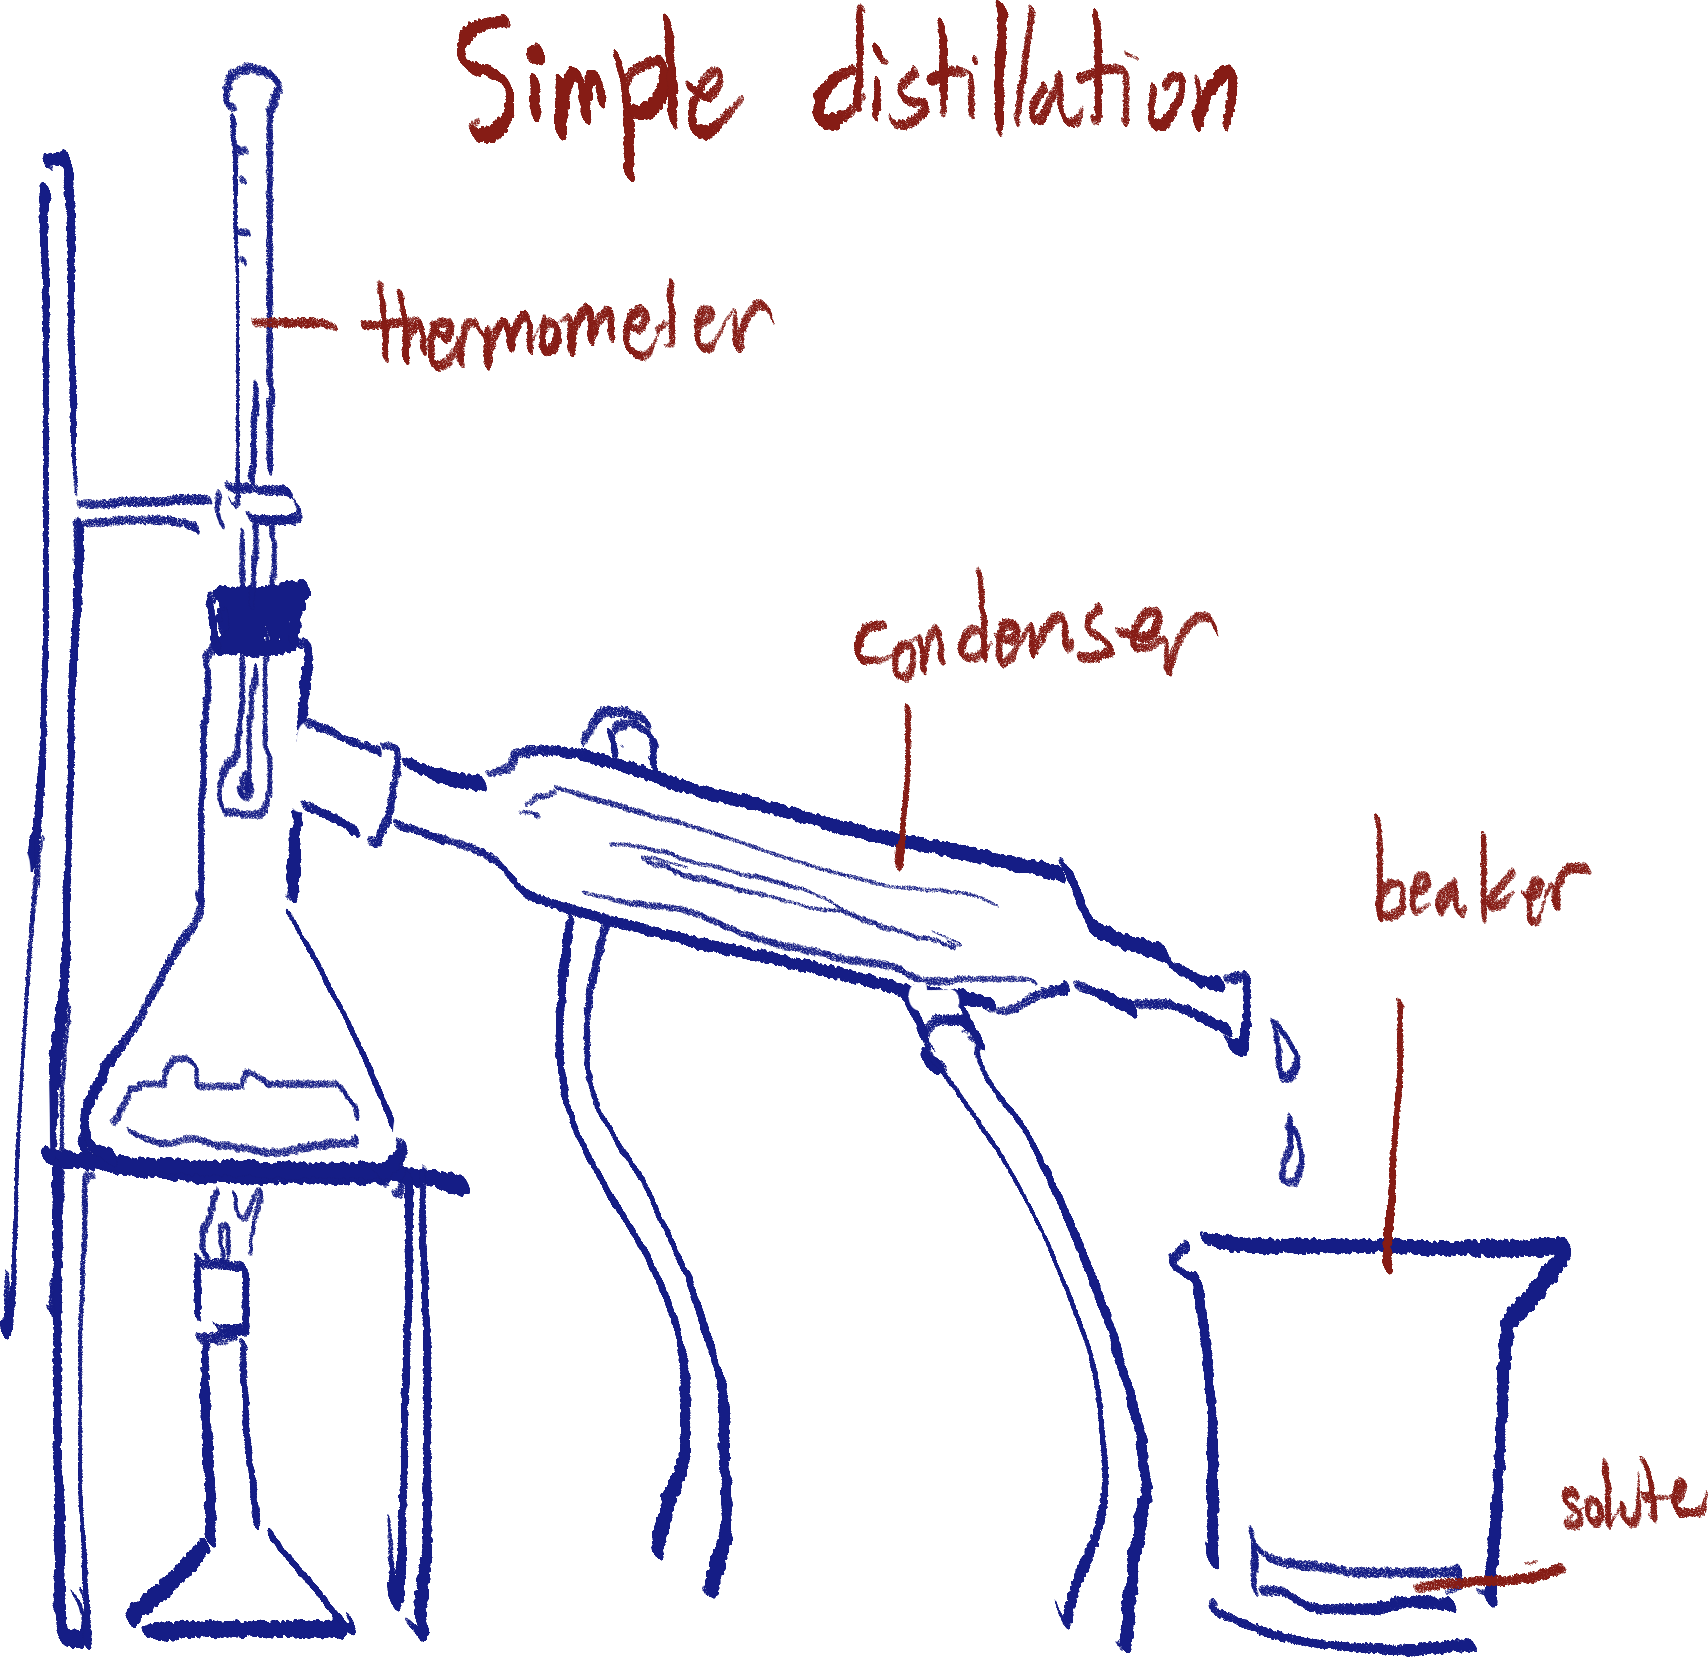 Simple distillation
thermometer
condenser
beaker
solute